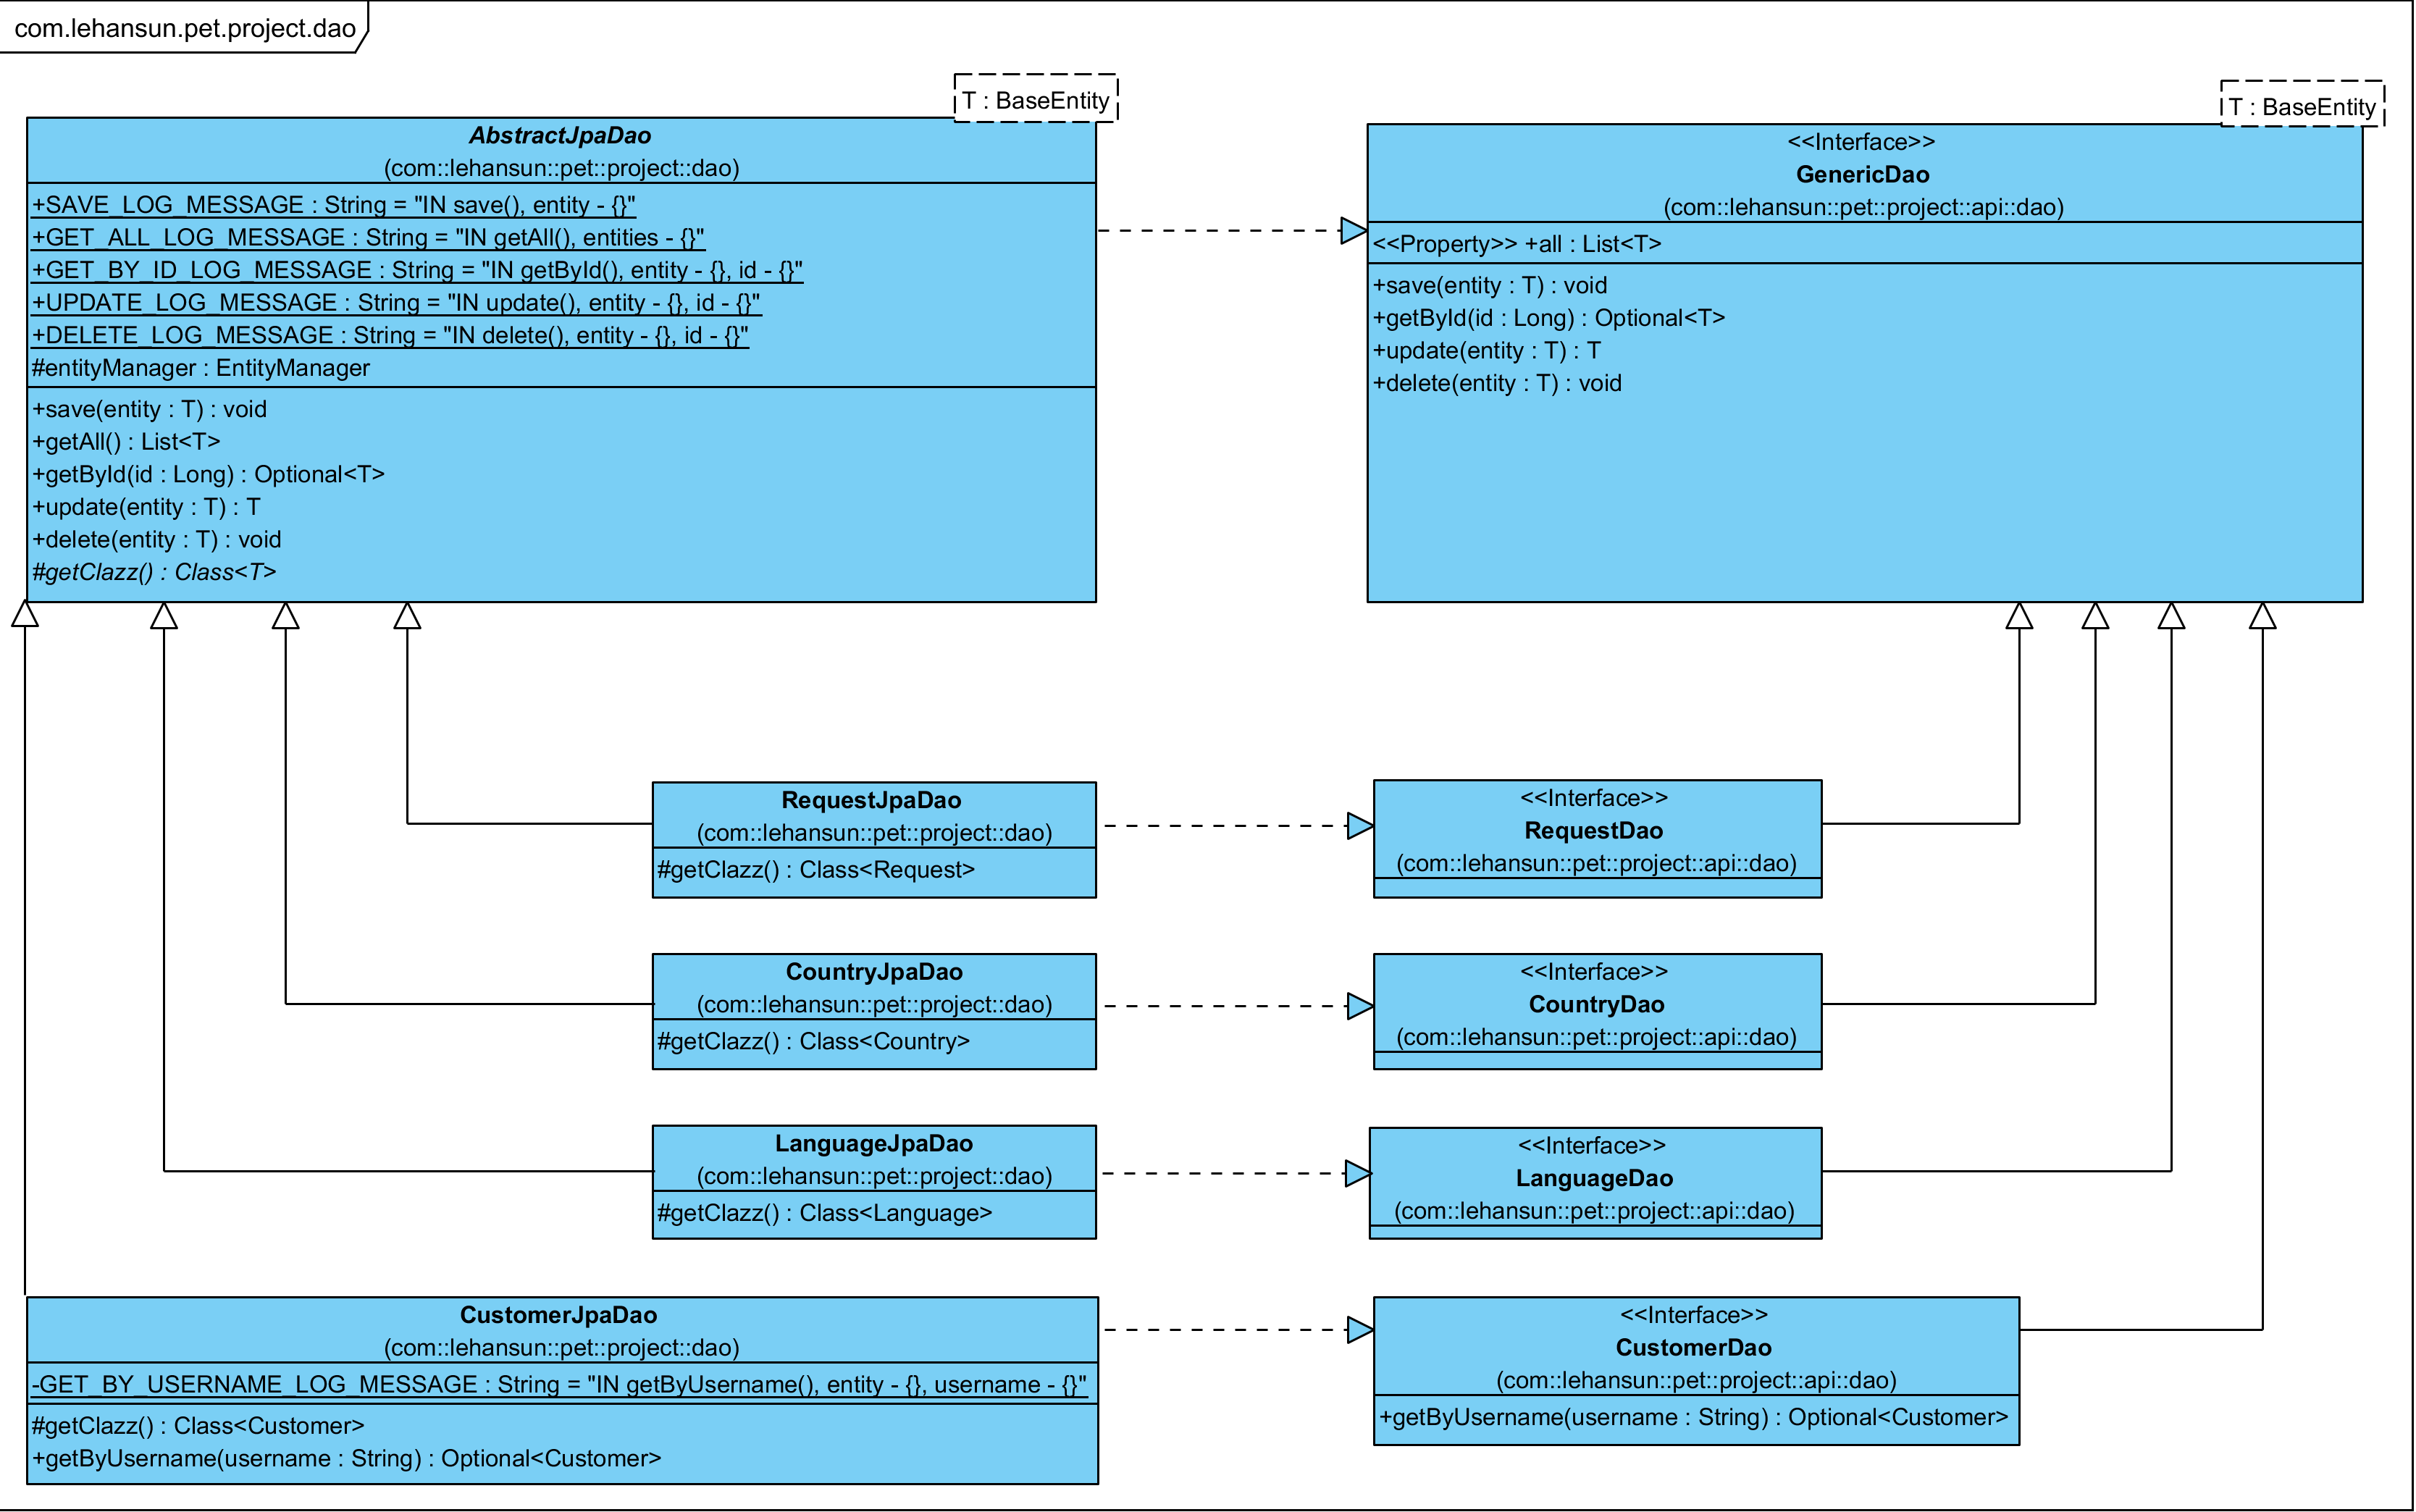 com.lehansun.pet.project.dao
T : BaseEntity
AbstractJpaDao
(com::lehansun::pet::project::dao)
+SAVE_LOG_MESSAGE : String = "IN save(), entity - {}"
+GET_ALL_LOG_MESSAGE : String = "IN getAll(), entities - {}"
+GET_BY_ID_LOG_MESSAGE : String = "IN getById(), entity - {}, id - {}"
+UPDATE_LOG_MESSAGE : String = "IN update(), entity - {}, id - {}"
+DELETE_LOG_MESSAGE : String = "IN delete(), entity - {}, id - {}"
#entityManager : EntityManager
+save(entity : T) : void
+getAll() : List<T>
+getById(id : Long) : Optional<T>
+update(entity : T) : T
+delete(entity : T) : void
#getClazz() : Class<T>
T : BaseEntity
<<Interface>>
GenericDao
(com::lehansun::pet::project::api::dao)
<<Property>> +all : List<T>
+save(entity : T) : void
+getById(id : Long) : Optional<T>
+update(entity : T) : T
+delete(entity : T) : void
RequestJpaDao
(com::lehansun::pet::project::dao)
#getClazz() : Class<Request>
<<Interface>>
RequestDao
(com::lehansun::pet::project::api::dao)
CountryJpaDao
(com::lehansun::pet::project::dao)
#getClazz() : Class<Country>
<<Interface>>
CountryDao
(com::lehansun::pet::project::api::dao)
LanguageJpaDao
(com::lehansun::pet::project::dao)
#getClazz() : Class<Language>
<<Interface>>
LanguageDao
(com::lehansun::pet::project::api::dao)
CustomerJpaDao
(com::lehansun::pet::project::dao)
-GET_BY_USERNAME_LOG_MESSAGE : String = "IN getByUsername(), entity - {}, username - {}"
#getClazz() : Class<Customer>
+getByUsername(username : String) : Optional<Customer>
<<Interface>>
CustomerDao
(com::lehansun::pet::project::api::dao)
+getByUsername(username : String) : Optional<Customer>